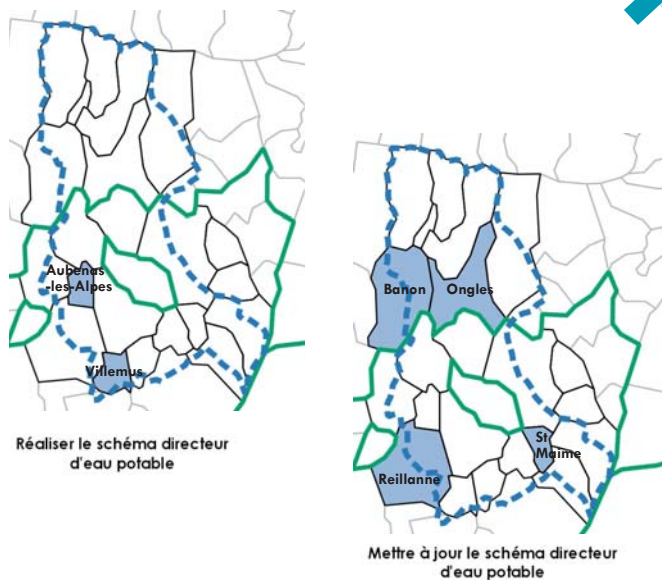 Aubenas
-les-Alpes
Villemus
Réaliser le schéma directeur
d'eau potable
Banon
Ongles
St
Maime
Reillanne
Mettre à jour le schéma directeur
d'eau potable